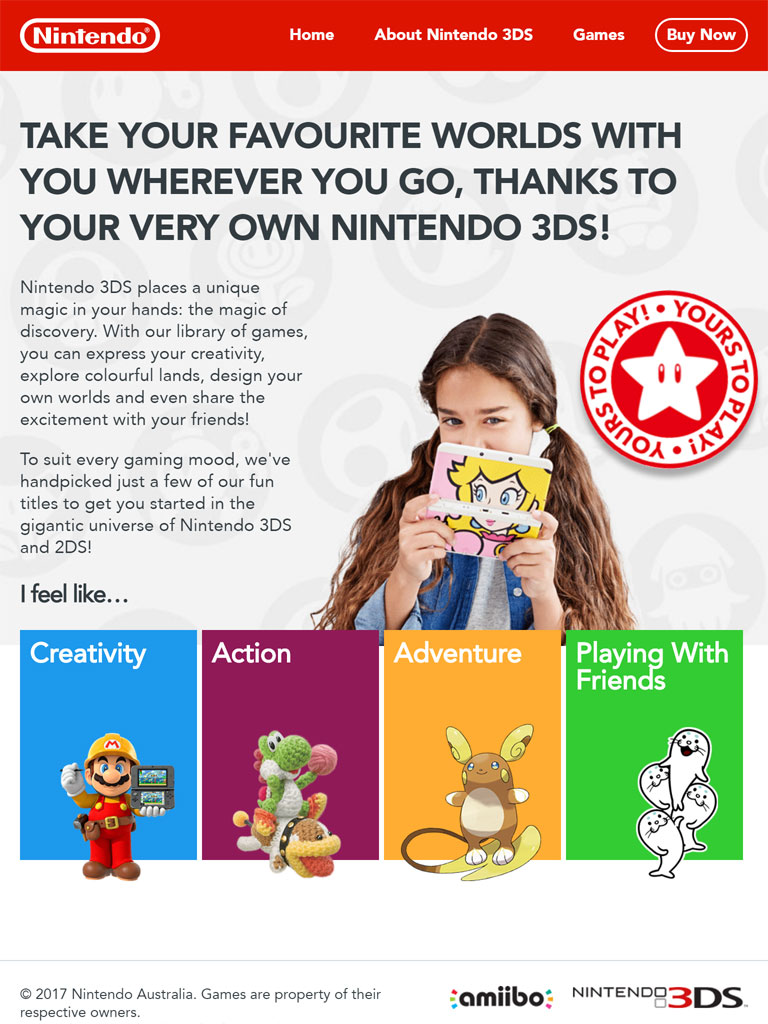 Nintendo®
Home
About Nintendo 3DS
Games
Buy Now
TAKE YOUR FAVOURITE WORLDS WITH
YOU WHEREVER YOU GO, THANKS TO
YOUR VERY OWN NINTENDO 3DS!
Nintendo 3DS places a unique
magic in your hands: the magic of
discovery. With our library of games,
you can express your creativity,
explore colourful lands, design your
own worlds and even share the
excitement with your friends!
YOURS TO PLAY! • YOURS TO PLAY! •
To suit every gaming mood, we've
handpicked just a few of our fun
titles to get you started in the
gigantic universe of Nintendo 3DS
and 2DS!
I feel like...
Creativity
Action
Adventure
Playing With
Friends
M
© 2017 Nintendo Australia. Games are property of their
respective owners.
amiibo
NINTENDO 3DS™